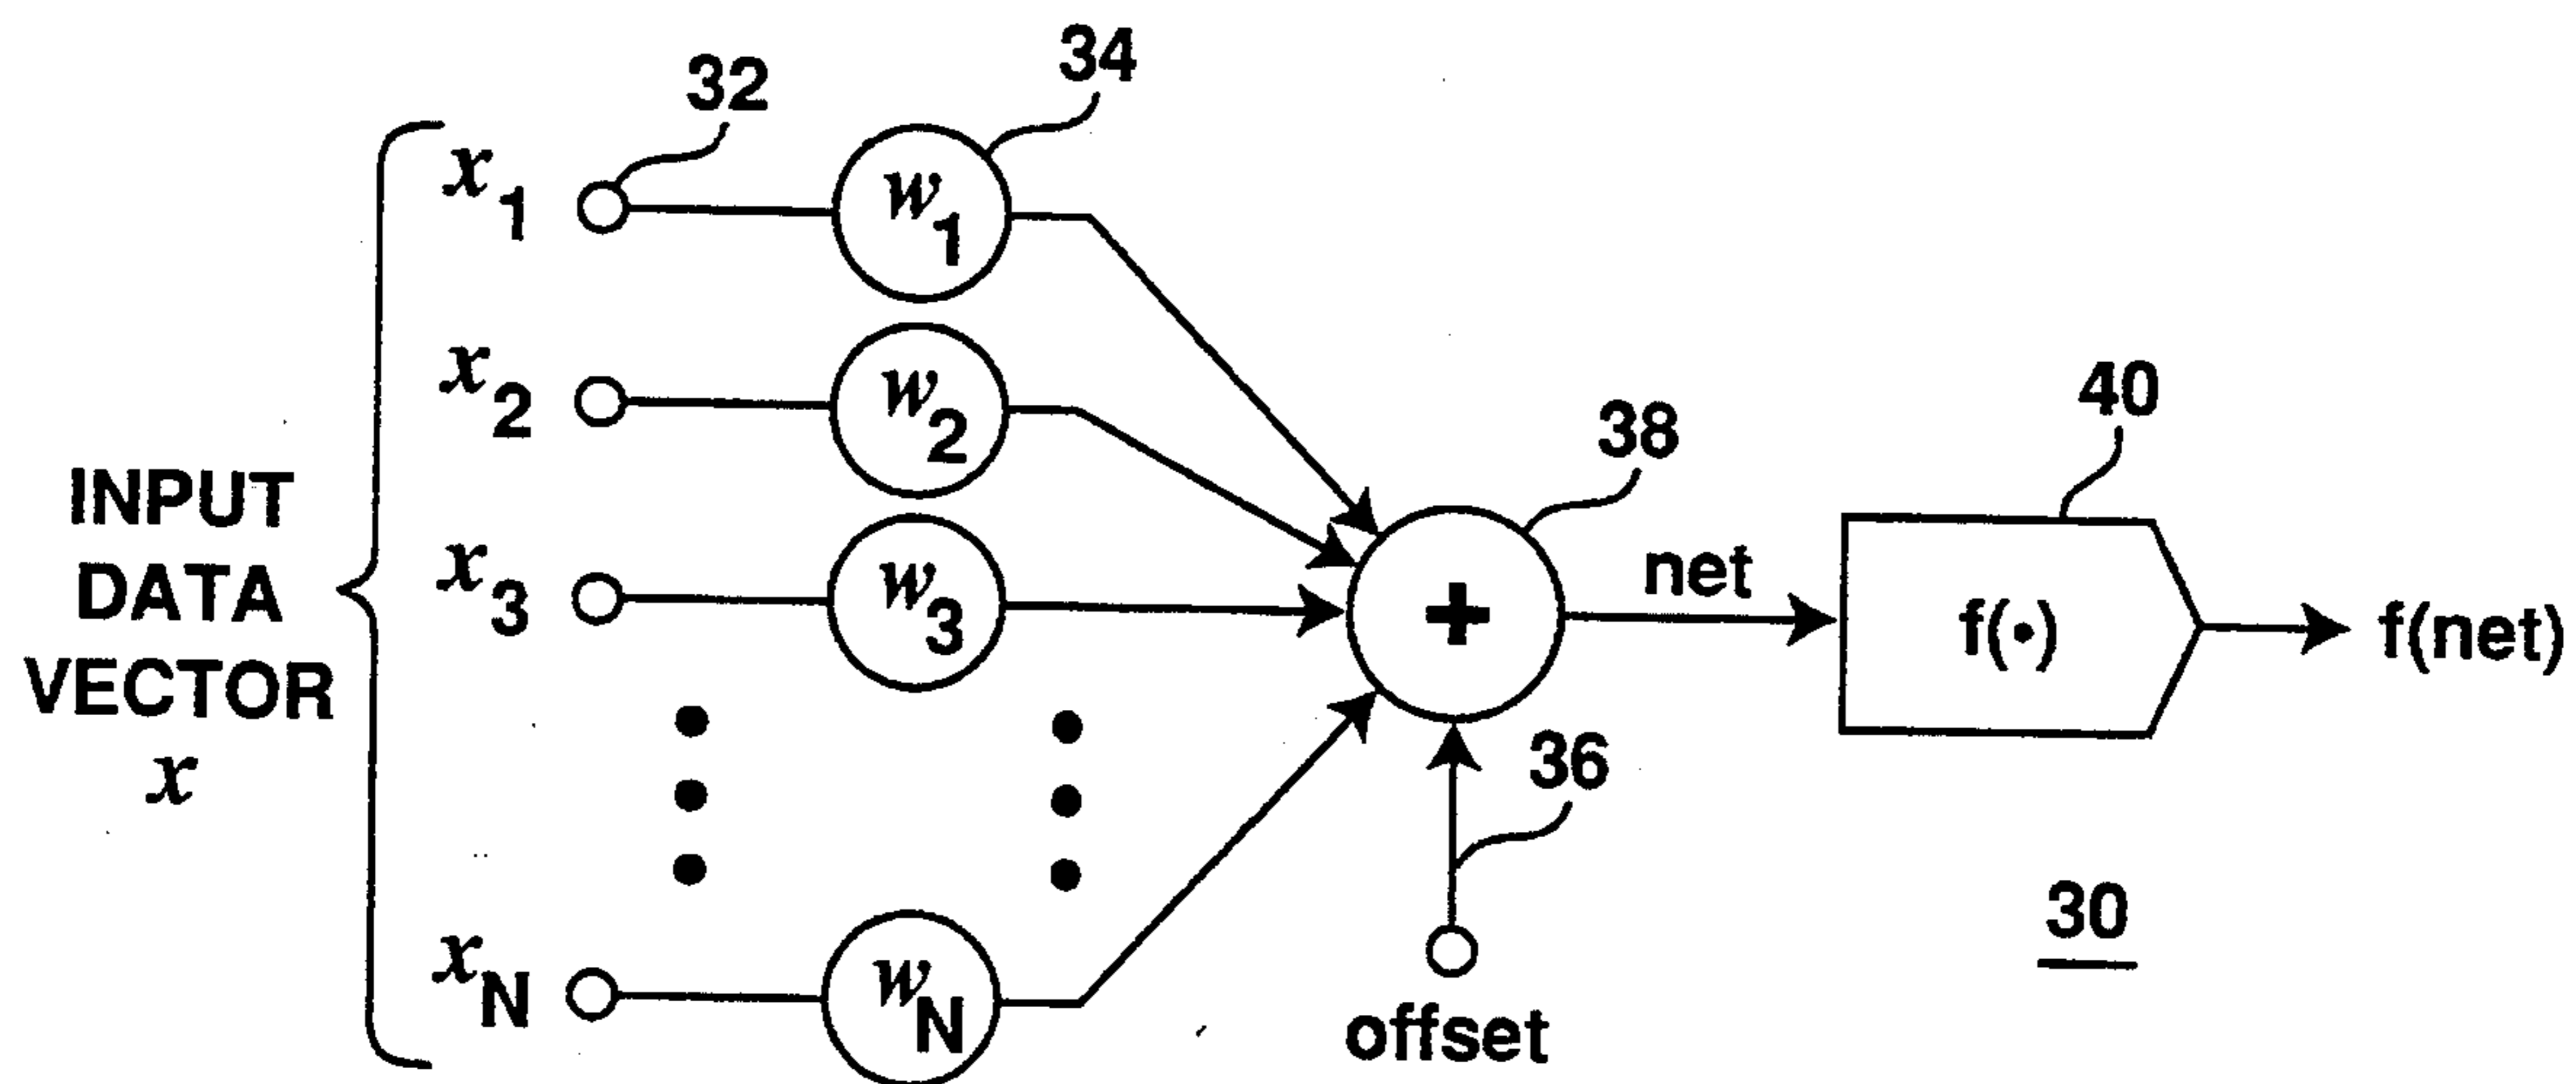 32
34
x1
w1
x2
w2
40
38
INPUT
DATA
VECTOR
x
x3
w3
+
net
f(•)
f(net)
36
30
xN
wN
offset